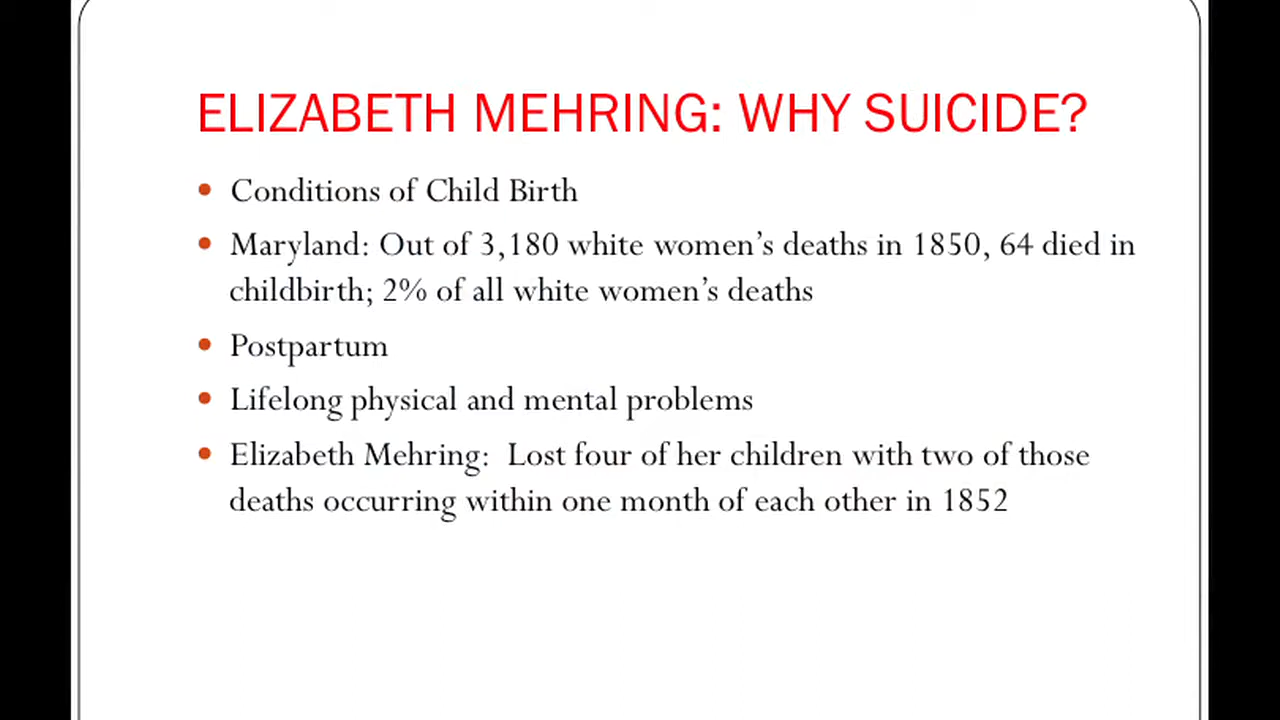 ELIZABETH MEHRING: WHY SUICIDE?
• Conditions of Child Birth
• Maryland: Out of 3,180 white women’s deaths in 1850, 64 died in
childbirth; 2% of all white women’s deaths
• Postpartum
• Lifelong physical and mental problems
• Elizabeth Mehring:  Lost four of her children with two of those
deaths occurring within one month of each other in 1852